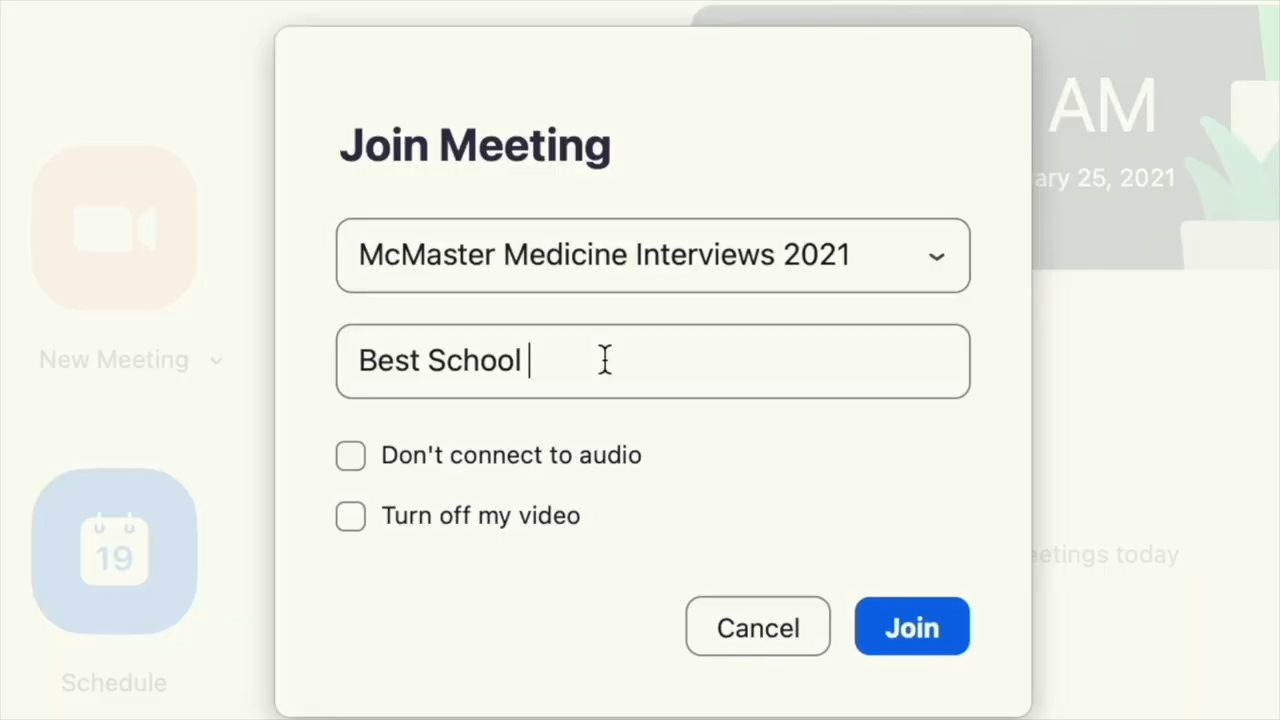 AM
ary 25, 2021
Join Meeting
McMaster Medicine Interviews 2021
New Meeting
Best School
Don't connect to audio
Turn off my video
19
etings today
Cancel
Join
Schedule